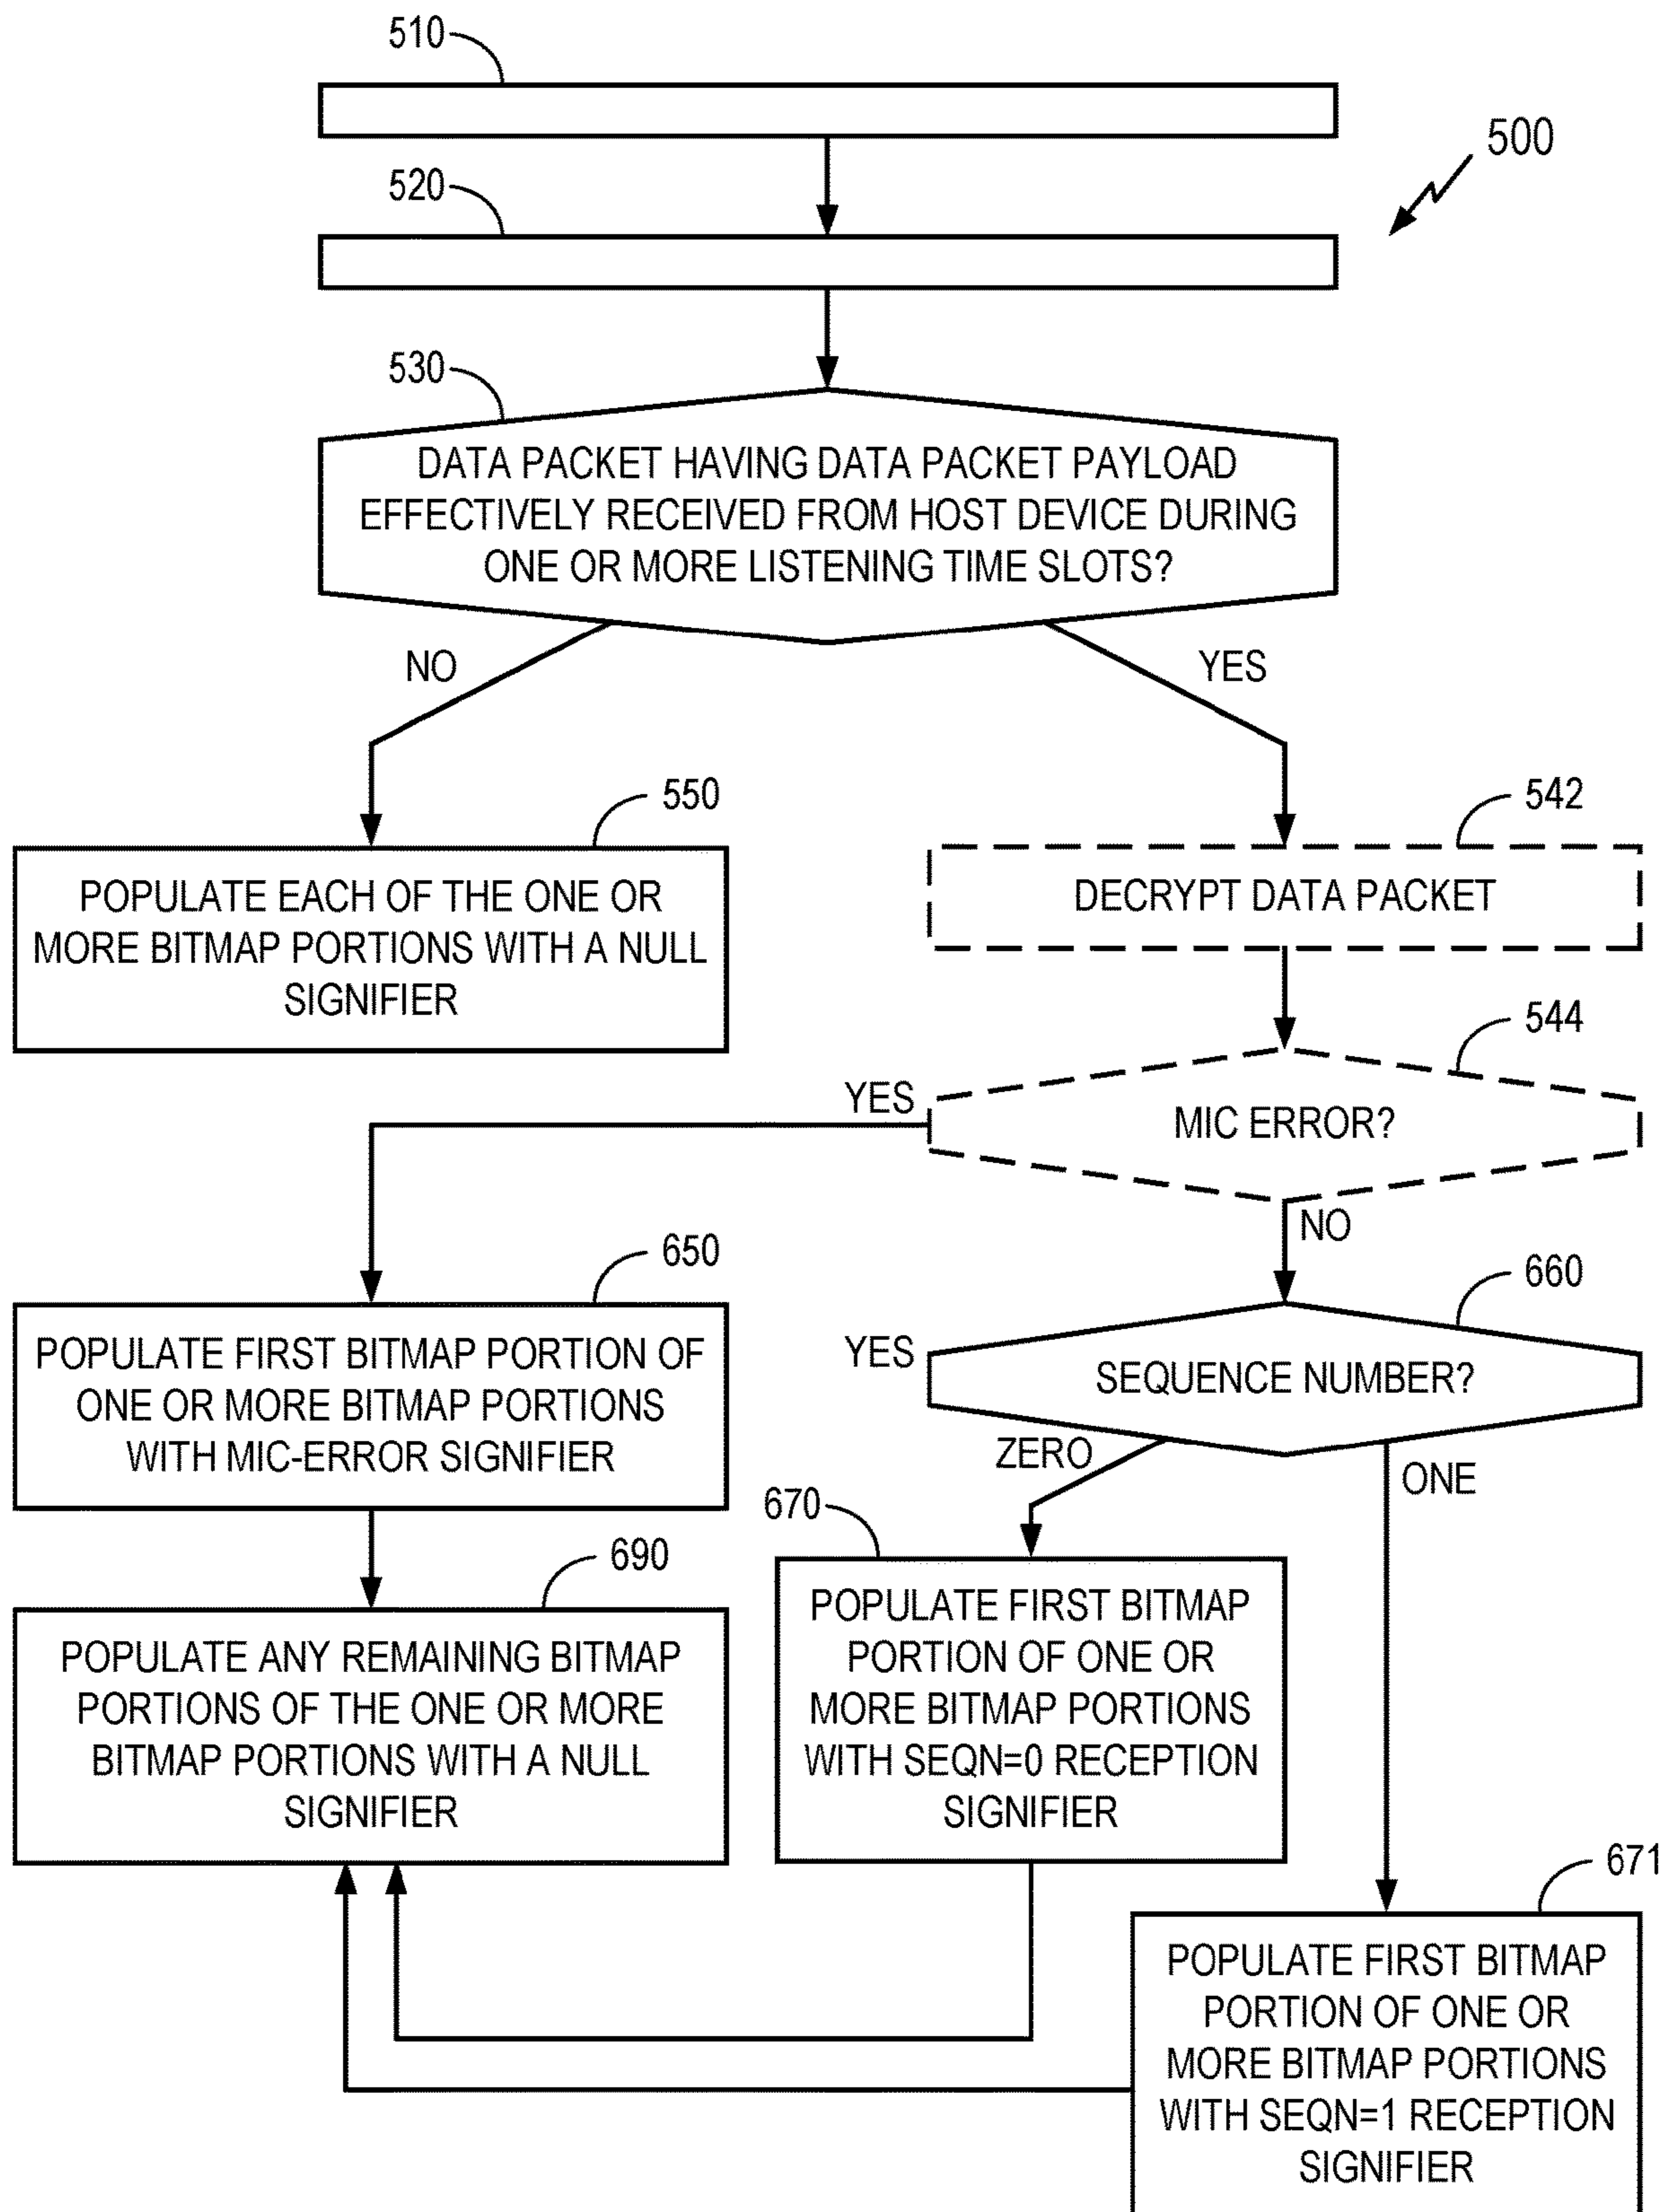 510
500
520
530
DATA PACKET HAVING DATA PACKET PAYLOAD
EFFECTIVELY RECEIVED FROM HOST DEVICE DURING
ONE OR MORE LISTENING TIME SLOTS?
NO
YES
550
542
POPULATE EACH OF THE ONE OR
MORE BITMAP PORTIONS WITH A NULL
SIGNIFIER
DECRYPT DATA PACKET
544
YES
MIC ERROR?
NO
650
660
POPULATE FIRST BITMAP PORTION OF
ONE OR MORE BITMAP PORTIONS
WITH MIC-ERROR SIGNIFIER
YES
SEQUENCE NUMBER?
ZERO
ONE
670
690
POPULATE ANY REMAINING BITMAP
PORTIONS OF THE ONE OR MORE
BITMAP PORTIONS WITH A NULL
SIGNIFIER
POPULATE FIRST BITMAP
PORTION OF ONE OR
MORE BITMAP PORTIONS
WITH SEQN=0 RECEPTION
SIGNIFIER
671
POPULATE FIRST BITMAP
PORTION OF ONE OR
MORE BITMAP PORTIONS
WITH SEQN=1 RECEPTION
SIGNIFIER